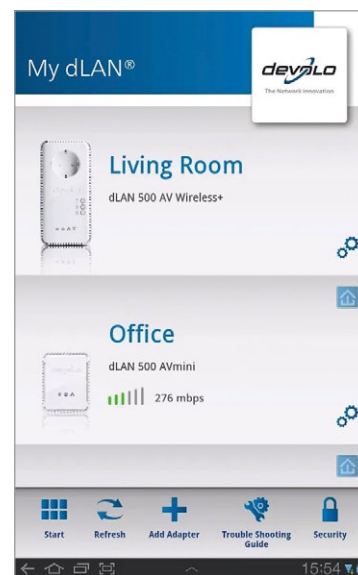 My dLAN®
devolo
The Network Innovation
Living Room
dLAN 500 AV Wireless+
Office
dLAN 500 AVmini
276 mbps
Start
Refresh
Add Adapter
Trouble Shooting
Guide
Security
15:54